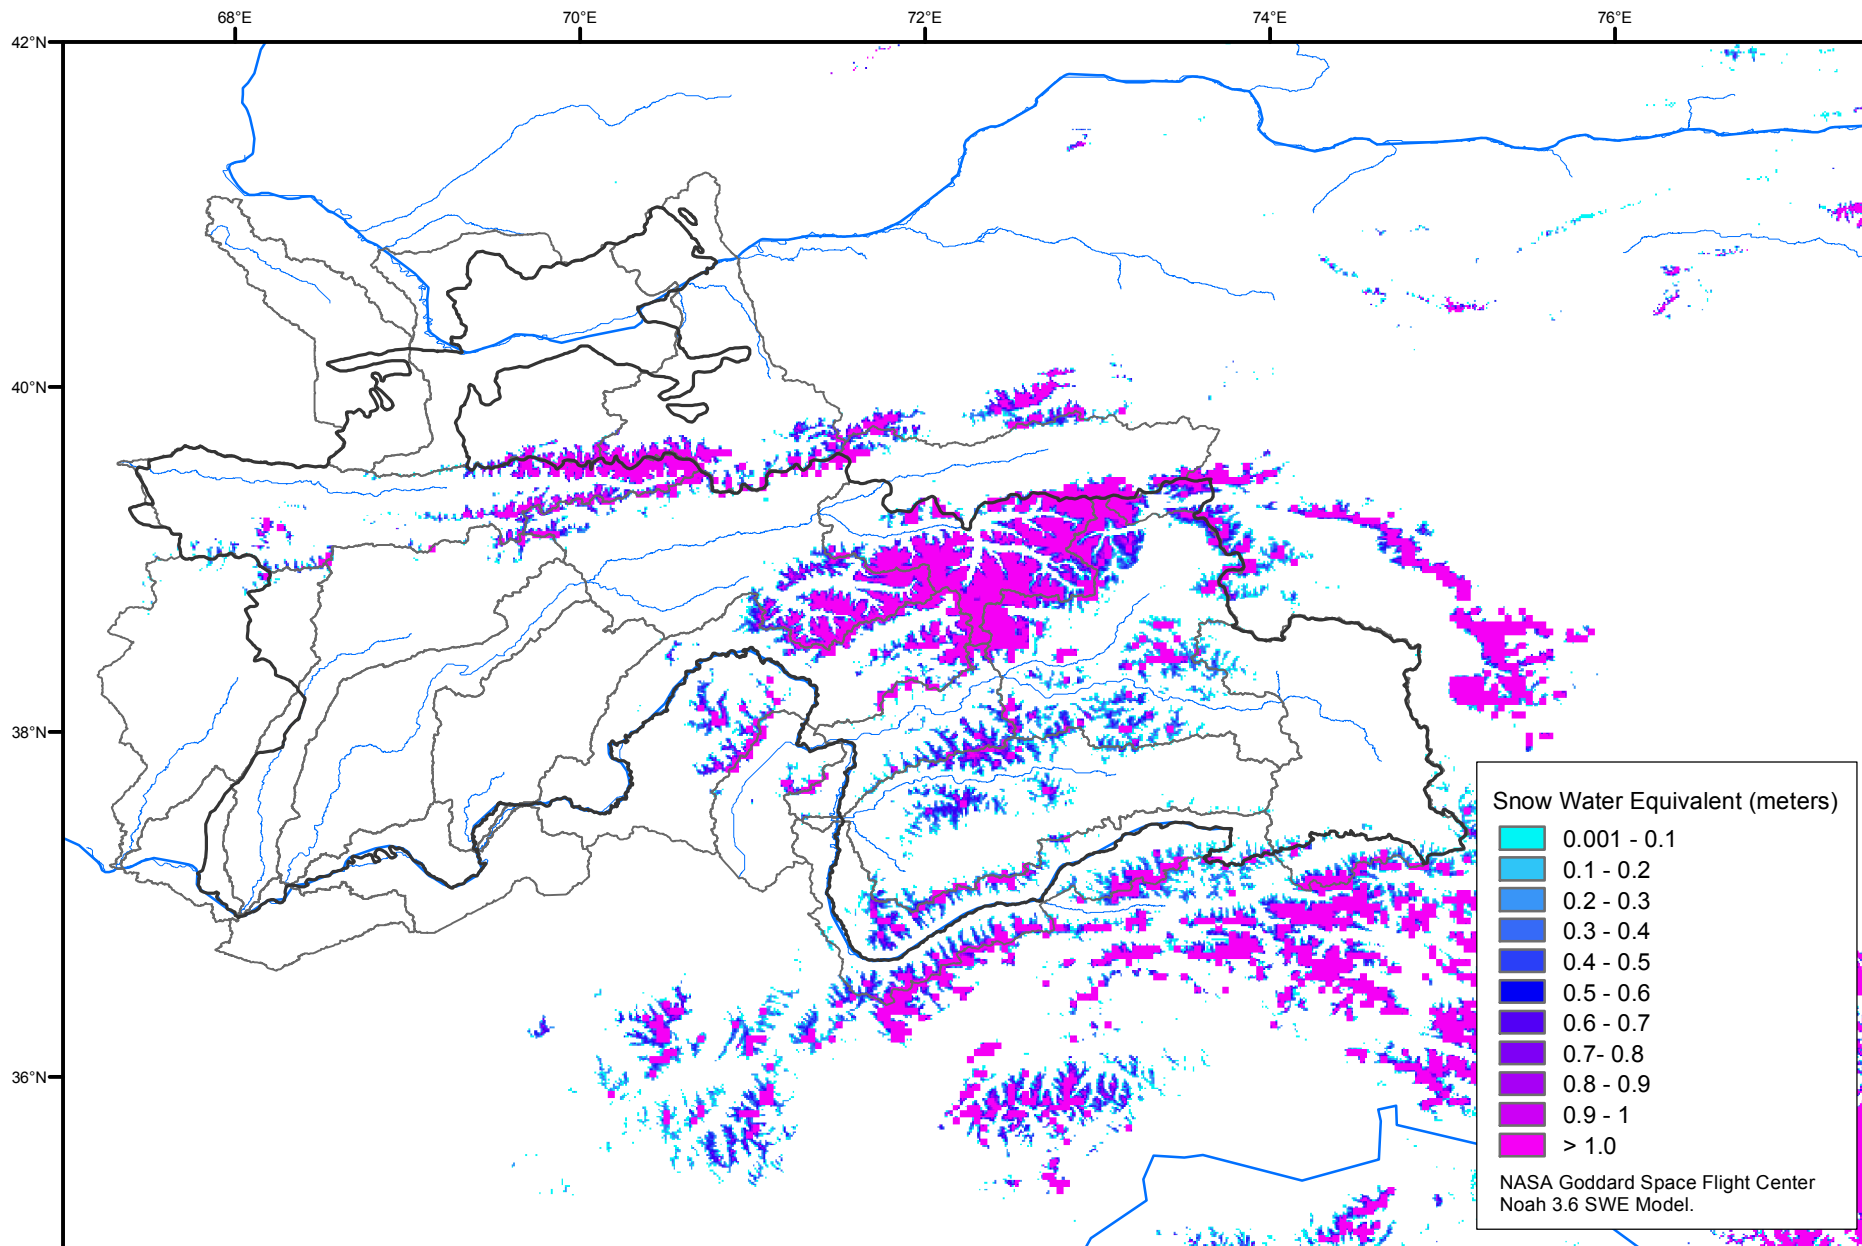 68°E 70°E 72°E 74°E 76°E
42°N
40°N
38°N
36°N
Snow Water Equivalent (meters)
0.001 - 0.1
0.1 - 0.2
0.2 - 0.3
0.3 - 0.4
0.4 - 0.5
0.5 - 0.6
0.6 - 0.7
0.7- 0.8
0.8 - 0.9
0.9 - 1
> 1.0
NASA Goddard Space Flight Center
Noah 3.6 SWE Model.